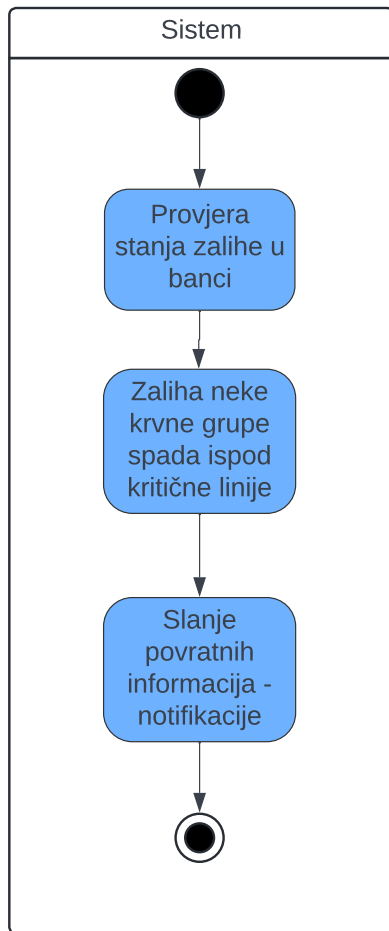 Sistem
Provjera
stanja zalihe u
banci
Zaliha neke
krvne grupe
spada ispod
kritične linije
Slanje
povratnih
informacija -
notifikacije